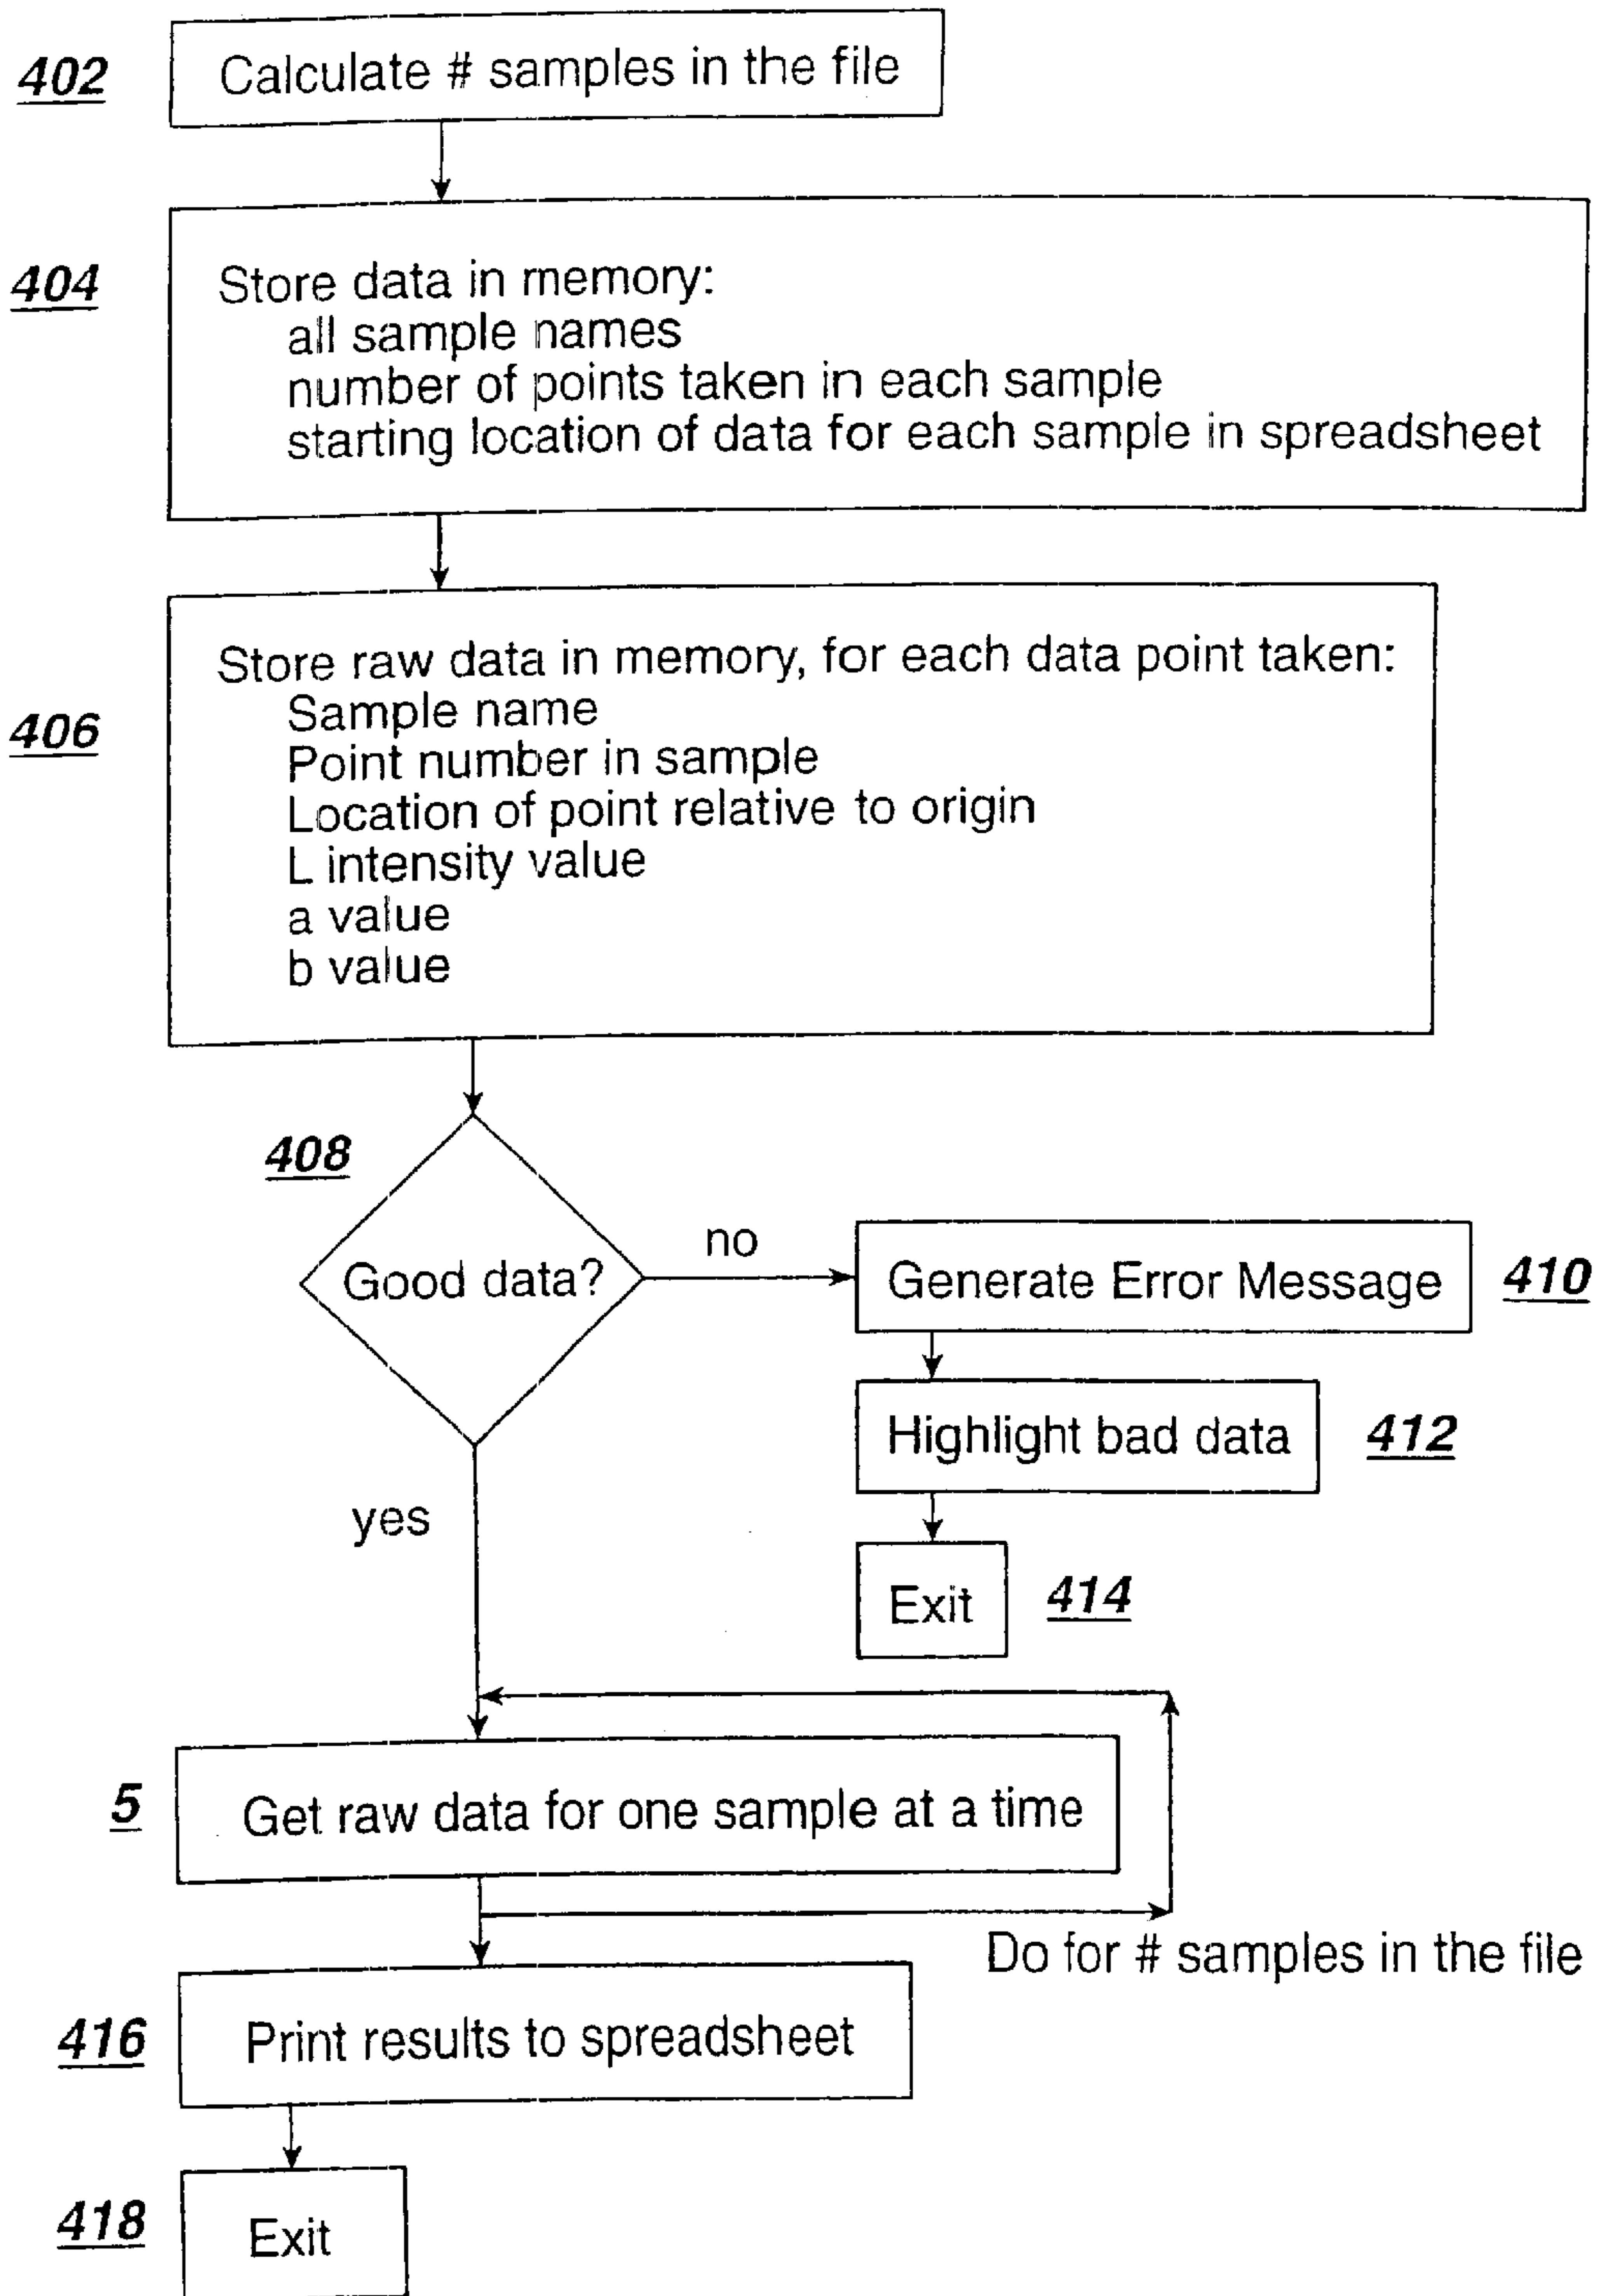 402
Calculate # samples in the file
404
Store data in memory:
all sample names
number of points taken in each sample
starting location of data for each sample in spreadsheet
406
Store raw data in memory, for each data point taken:
Sample name
Point number in sample
Location of point relative to origin
L intensity value
a value
b value
408
Good data?
no
Generate Error Message
410
Highlight bad data
412
yes
Exit
414
5
Get raw data for one sample at a time
Do for # samples in the file
416
Print results to spreadsheet
418
Exit